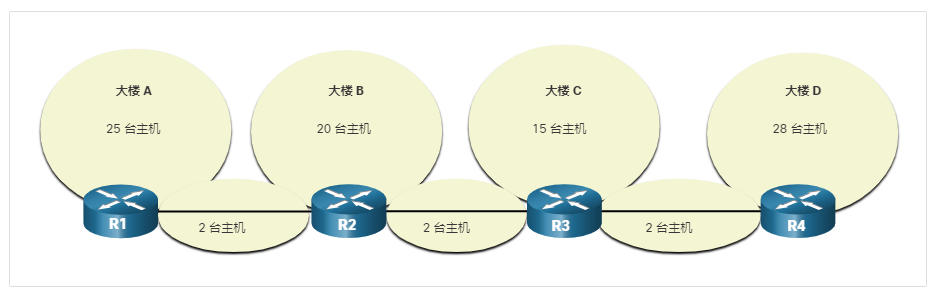 大楼 A
大楼 B
大楼 C
大楼 D
25 台主机
20 台主机
15 台主机
28 台主机
R1
R2
R3
R4
2 台主机
2 台主机
2 台主机